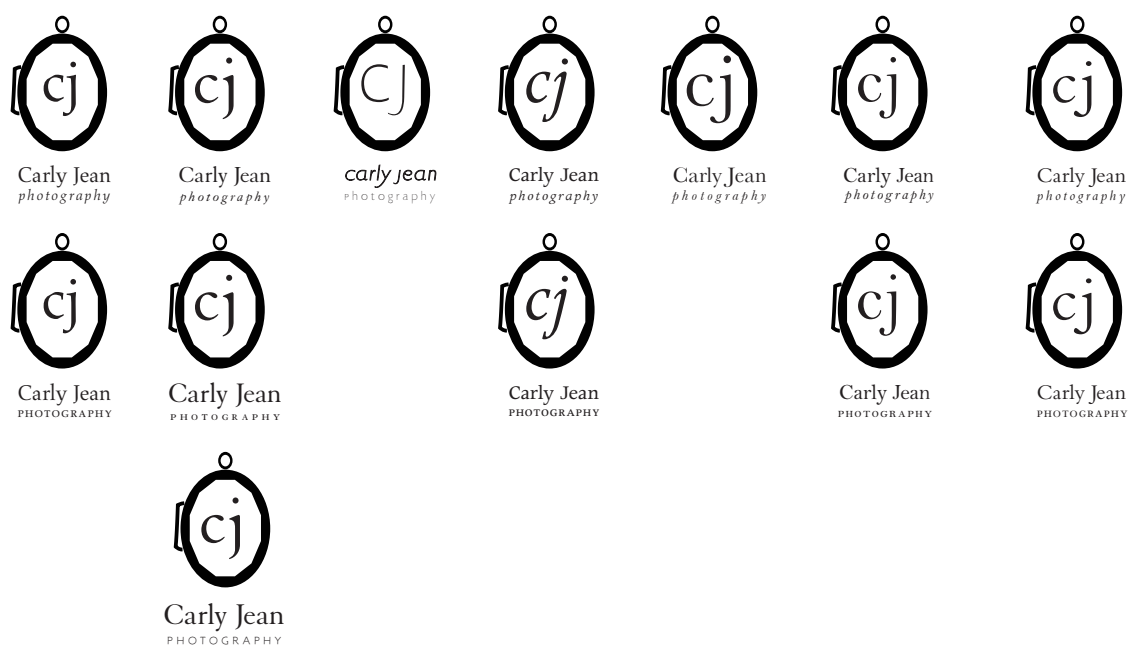 cj cj CJ cj cj cj cj
Carly Jean Carly Jean carly jean Carly Jean Carly Jean Carly Jean Carly Jean
photography photography Photography photography photography photography photography
cj cj cj cj cj
Carly Jean Carly Jean Carly Jean Carly Jean Carly Jean
PHOTOGRAPHY PHOTOGRAPHY PHOTOGRAPHY PHOTOGRAPHY PHOTOGRAPHY
cj
Carly Jean
PHOTOGRAPHY